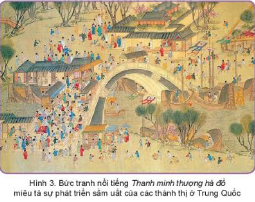 Hình 3. Bức tranh nổi tiếng Thanh minh thượng hà đồ
miêu tả sự phát triển sầm uất của các thành thị ở Trung Quốc